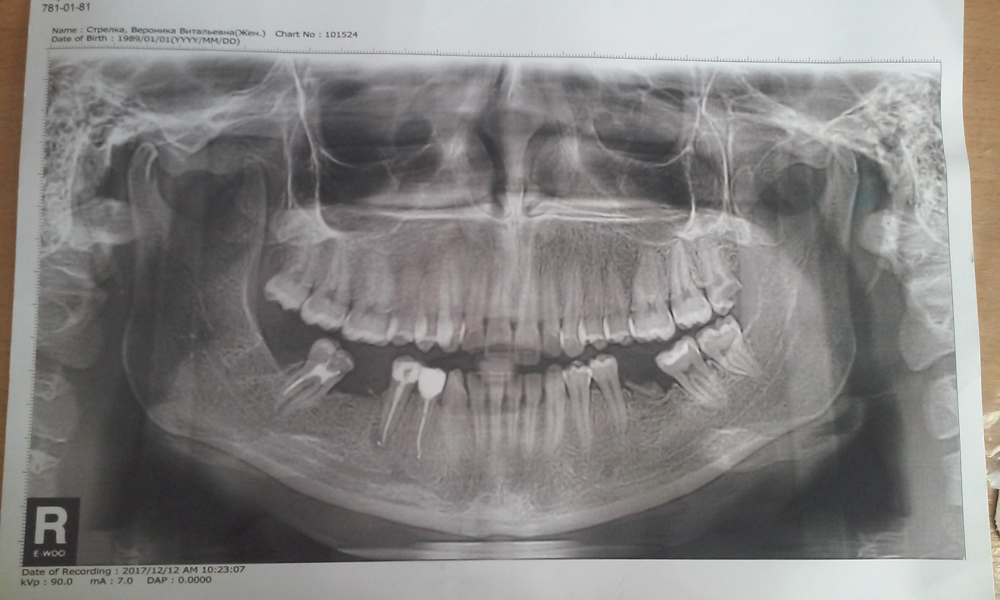 781-01-81
Name : Стрелка, Вероника Витальевна(Жен.) Chart No : 101524
Date of Birth : 1989/01/01(YYYY/MM/DD)
R
E-WOO
Date of Recording : 2017/12/12 AM 10:23:07
kVp : 90.0 mA : 7.0 DAP : 0.0000